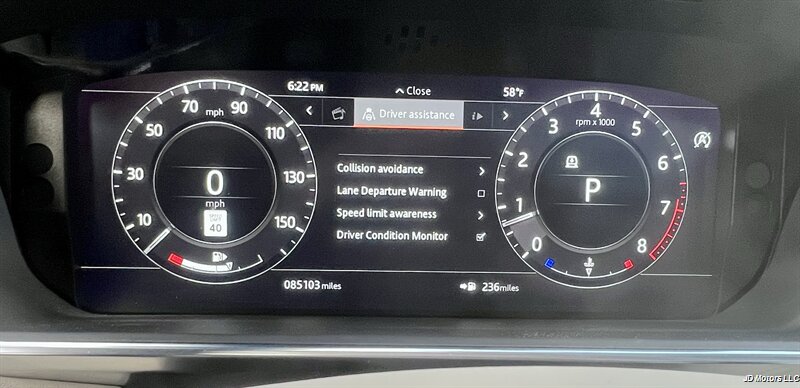 6:22 PM
Close
58°F
Driver assistance
i
Collision avoidance
Lane Departure Warning
Speed limit awareness
Driver Condition Monitor
10
30
50
70
90
110
130
150
mph
0
mph
SPEED
LIMIT
40
0
1
2
3
4
5
6
7
8
rpm x 1000
P
085103 miles
236 miles
JD Motors LLC